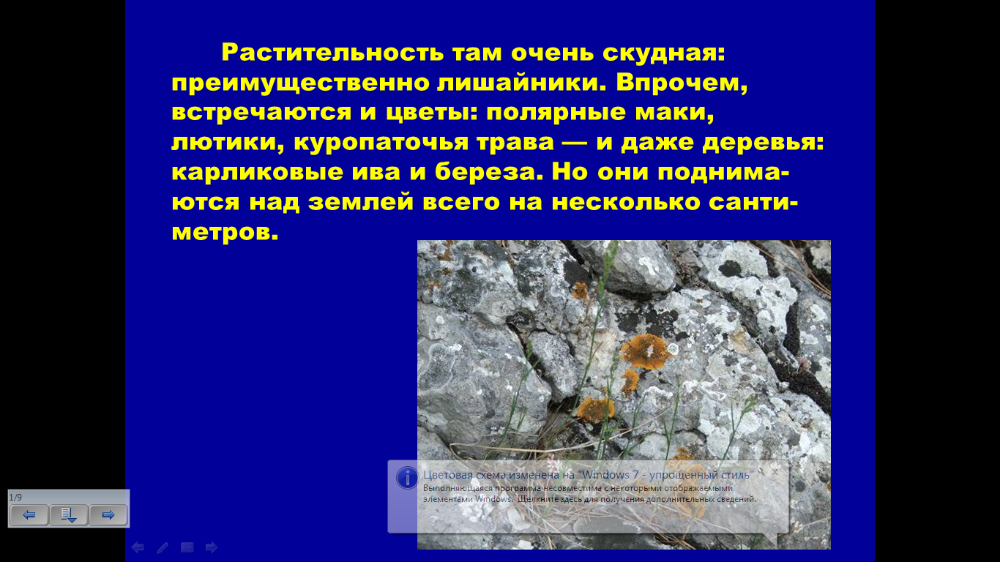 Растительность там очень скудная:
преимущественно лишайники. Впрочем,
встречаются и цветы: полярные маки,
лютики, куропаточья трава — и даже деревья:
карликовые ива и береза. Но они поднима-
ются над землей всего на несколько санти-
метров.
Цветовая схема изменена на "Windows 7 - упрощенный стиль"
Выполняющаяся программа несовместима с некоторыми отображаемыми
элементами Windows. Щелкните здесь для получения дополнительных сведений.
1/9